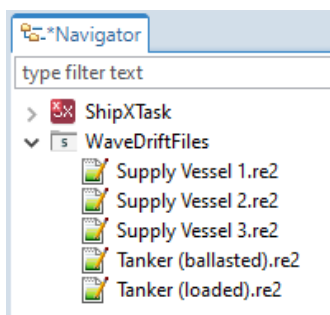 *Navigator
type filter text
SX ShipXTask
S WaveDriftFiles
Supply Vessel 1.re2
Supply Vessel 2.re2
Supply Vessel 3.re2
Tanker (ballasted).re2
Tanker (loaded).re2